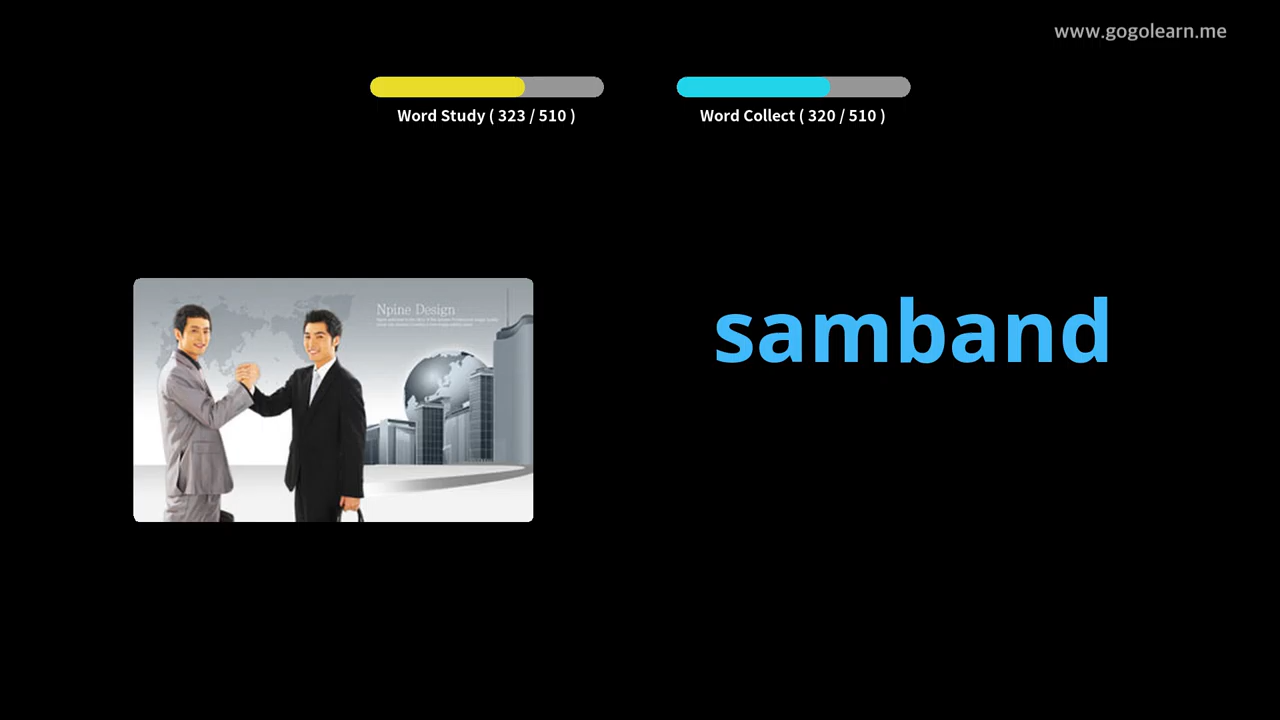 www.gogolearn.me
Word Study ( 323 / 510 )
Word Collect ( 320 / 510 )
Npine Design
samband